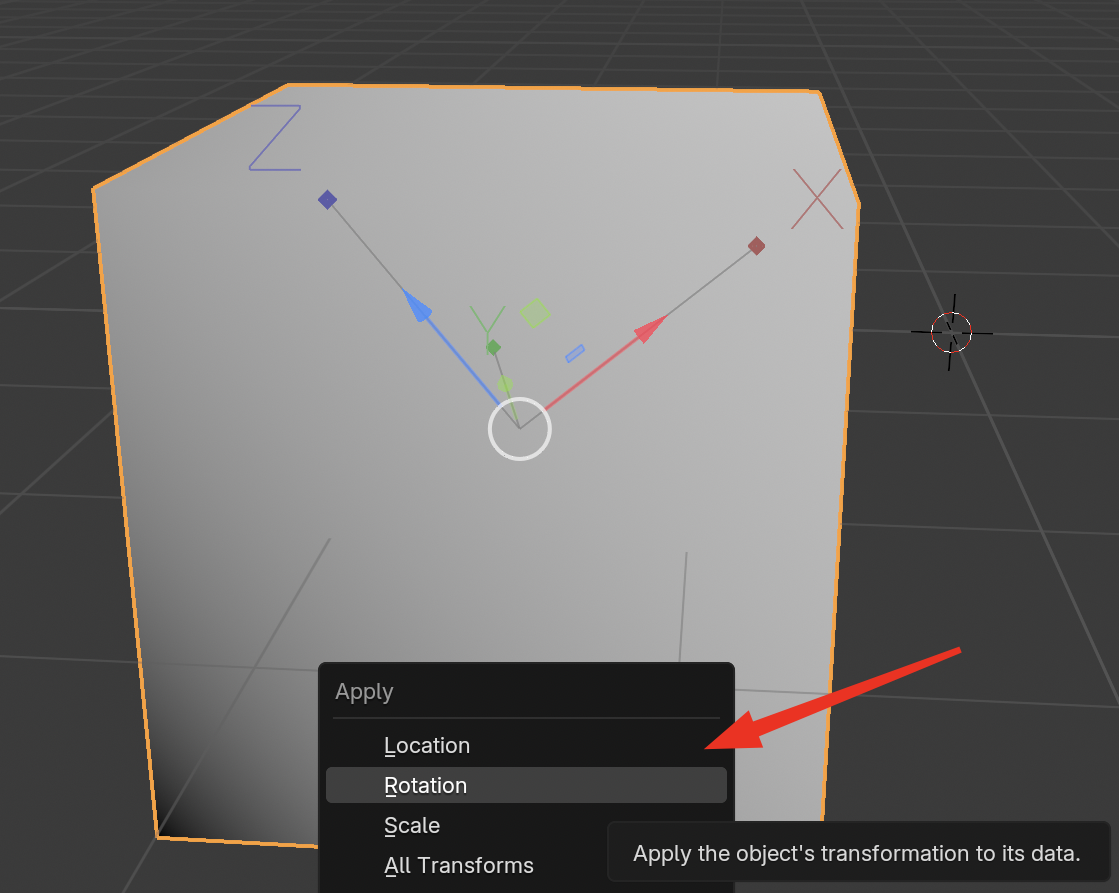 Z
X
Y
Apply
Location
Rotation
Scale
All Transforms
Apply the object's transformation to its data.